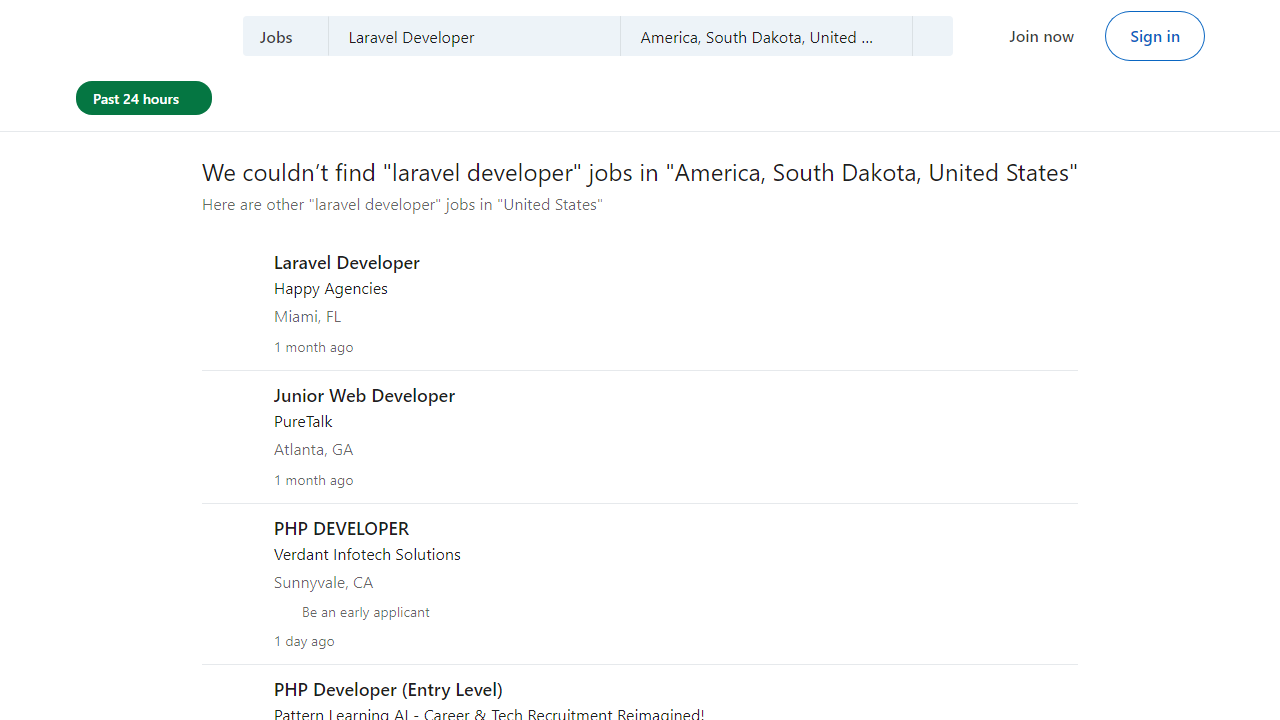 Jobs
Laravel Developer
America, South Dakota, United ...
Join now
Sign in
Past 24 hours
We couldn’t find "laravel developer" jobs in "America, South Dakota, United States"
Here are other "laravel developer" jobs in "United States"
Laravel Developer
Happy Agencies
Miami, FL
1 month ago
Junior Web Developer
PureTalk
Atlanta, GA
1 month ago
PHP DEVELOPER
Verdant Infotech Solutions
Sunnyvale, CA
Be an early applicant
1 day ago
PHP Developer (Entry Level)
Pattern Learning AI - Career & Tech Recruitment Reimagined!